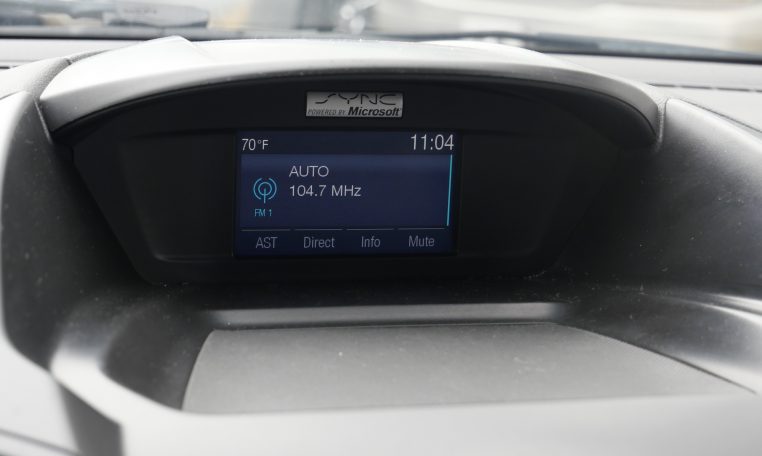 SYNC
POWERED BY Microsoft
70°F 11:04
AUTO
104.7 MHz
FM 1
AST Direct Info Mute